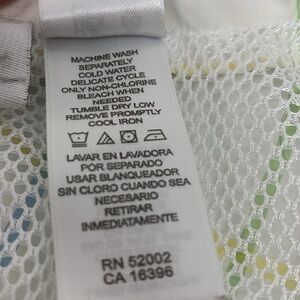 MACHINE WASH
SEPARATELY
COLD WATER
DELICATE CYCLE
ONLY NON-CHLORINE
BLEACH WHEN
NEEDED
TUMBLE DRY LOW
REMOVE PROMPTLY
COOL IRON
LAVAR EN LAVADORA
POR SEPARADO
USAR BLANQUEADOR
SIN CLORO CUANDO SEA
NECESARIO
RETIRAR
INMEDIATAMENTE
RN 52002
CA 16396